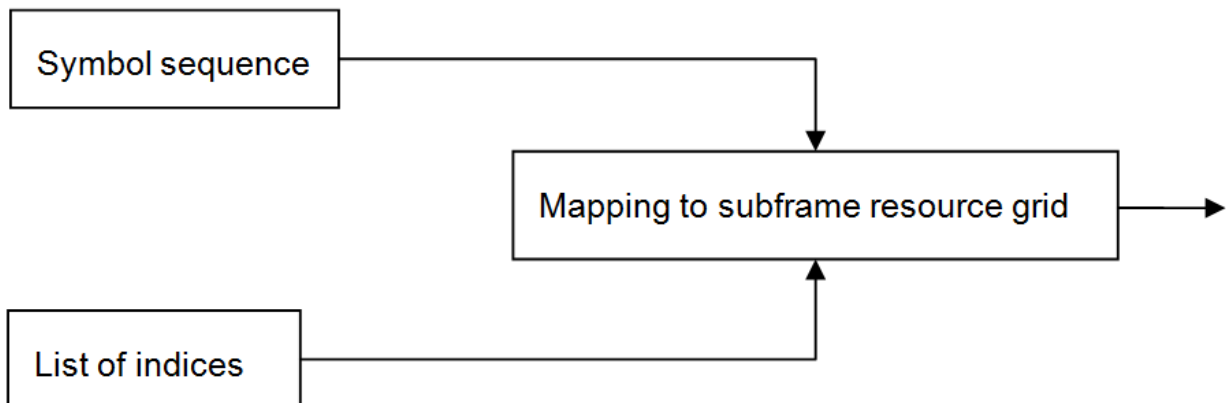 Symbol sequence
Mapping to subframe resource grid
List of indices